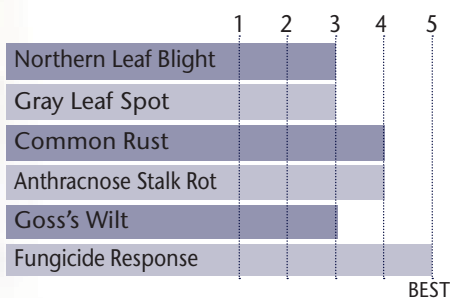 1 2 3 4 5
Northern Leaf Blight
Gray Leaf Spot
Common Rust
Anthracnose Stalk Rot
Goss's Wilt
Fungicide Response
BEST